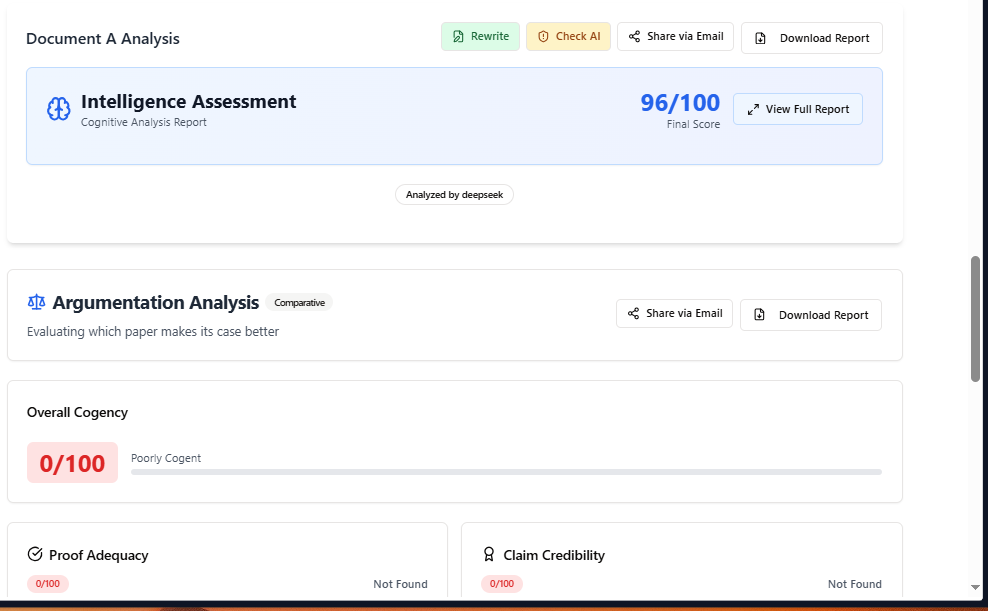 Document A Analysis
Rewrite
Check AI
Share via Email
Download Report
Intelligence Assessment
Cognitive Analysis Report
96/100
Final Score
View Full Report
Analyzed by deepseek
Argumentation Analysis
Comparative
Evaluating which paper makes its case better
Share via Email
Download Report
Overall Cogency
0/100
Poorly Cogent
Proof Adequacy
0/100
Not Found
Claim Credibility
0/100
Not Found